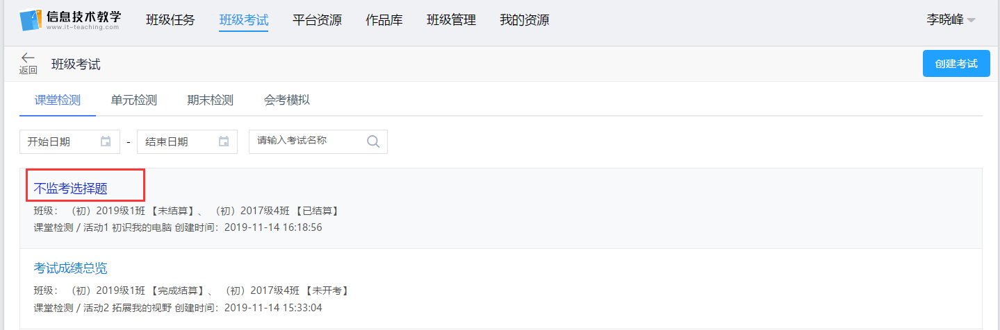 信息技术教学
www.it-teaching.com
班级任务 班级考试 平台资源 作品库 班级管理 我的资源 李晓峰
返回 班级考试 创建考试
课堂检测 单元检测 期末检测 会考模拟
开始日期 - 结束日期 请输入考试名称
不监考选择题
班级： （初）2019级1班 【未结算】、 （初）2017级4班 【已结算】
课堂检测 / 活动1 初识我的电脑 创建时间：2019-11-14 16:18:56
考试成绩总览
班级： （初）2019级1班 【完成结算】、 （初）2017级4班 【未开考】
课堂检测 / 活动2 拓展我的视野 创建时间：2019-11-14 15:33:04